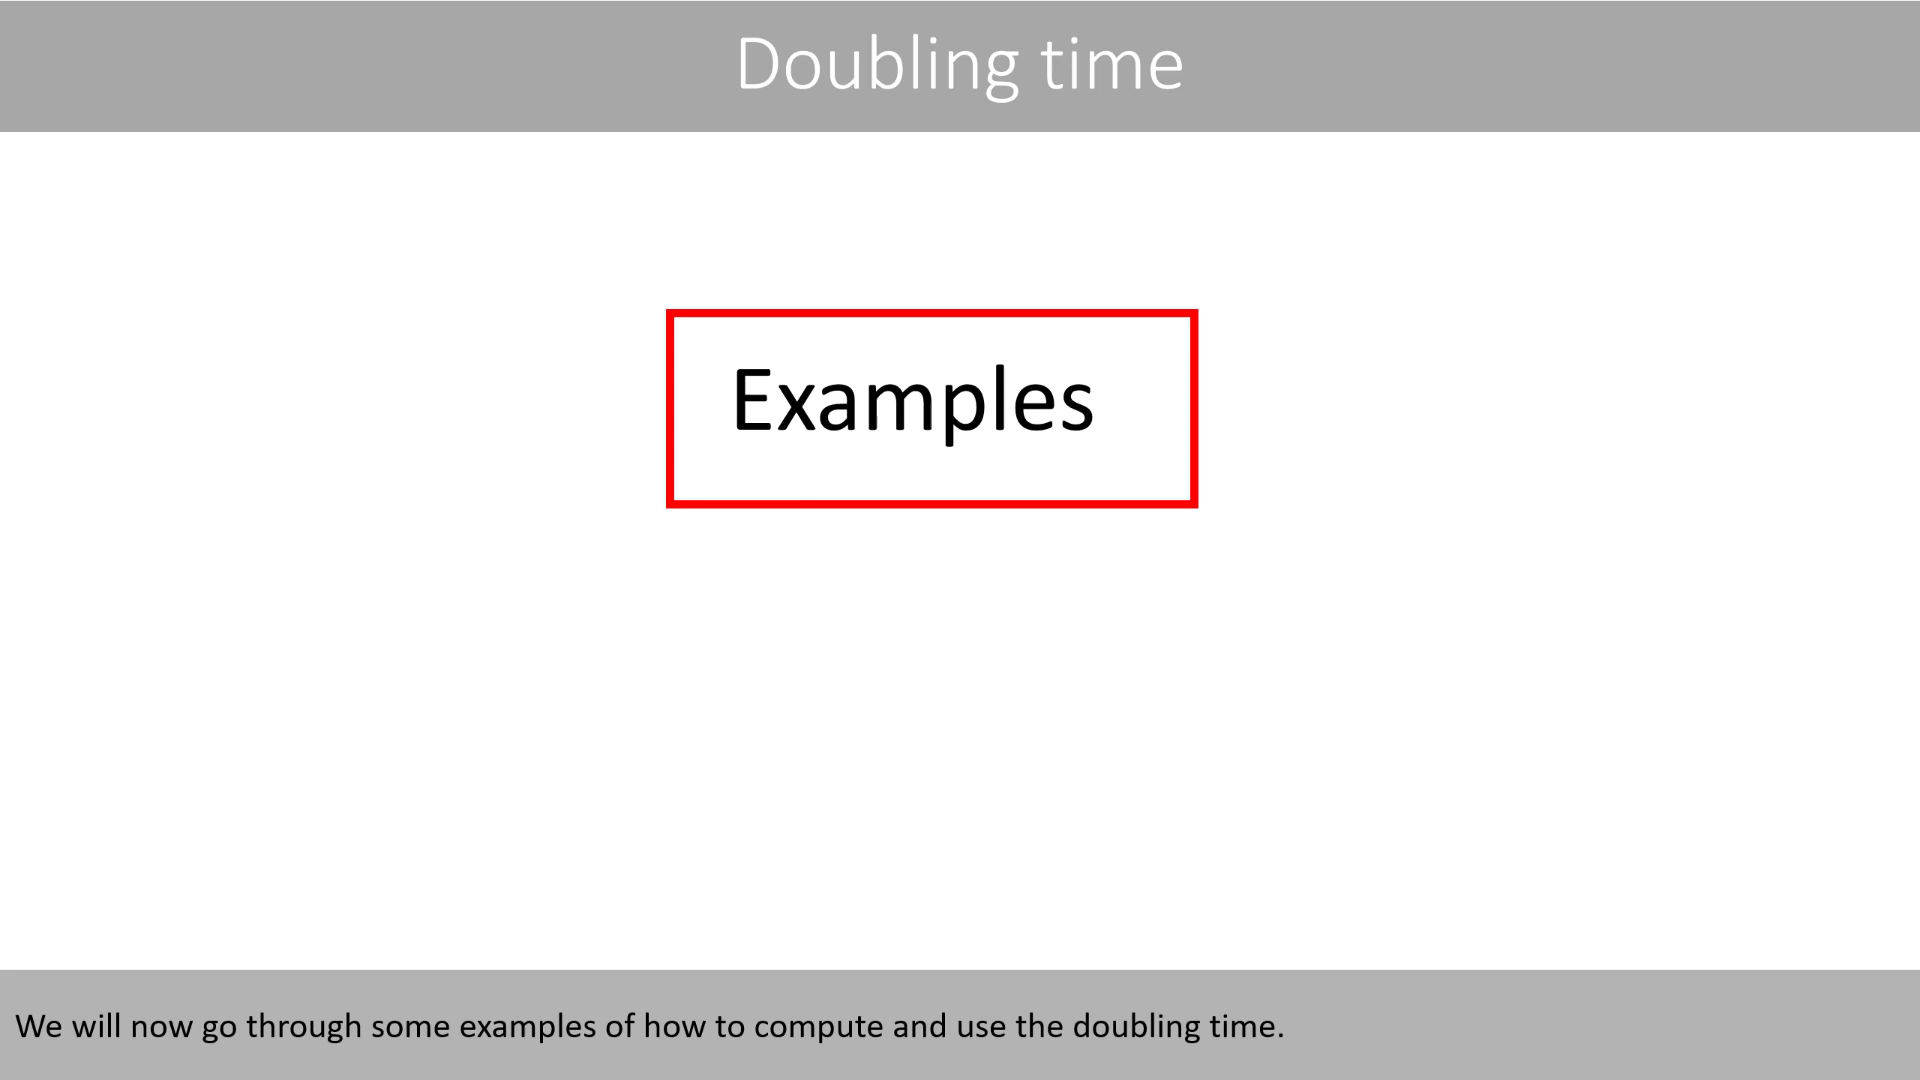 Doubling time
Examples
We will now go through some examples of how to compute and use the doubling time.